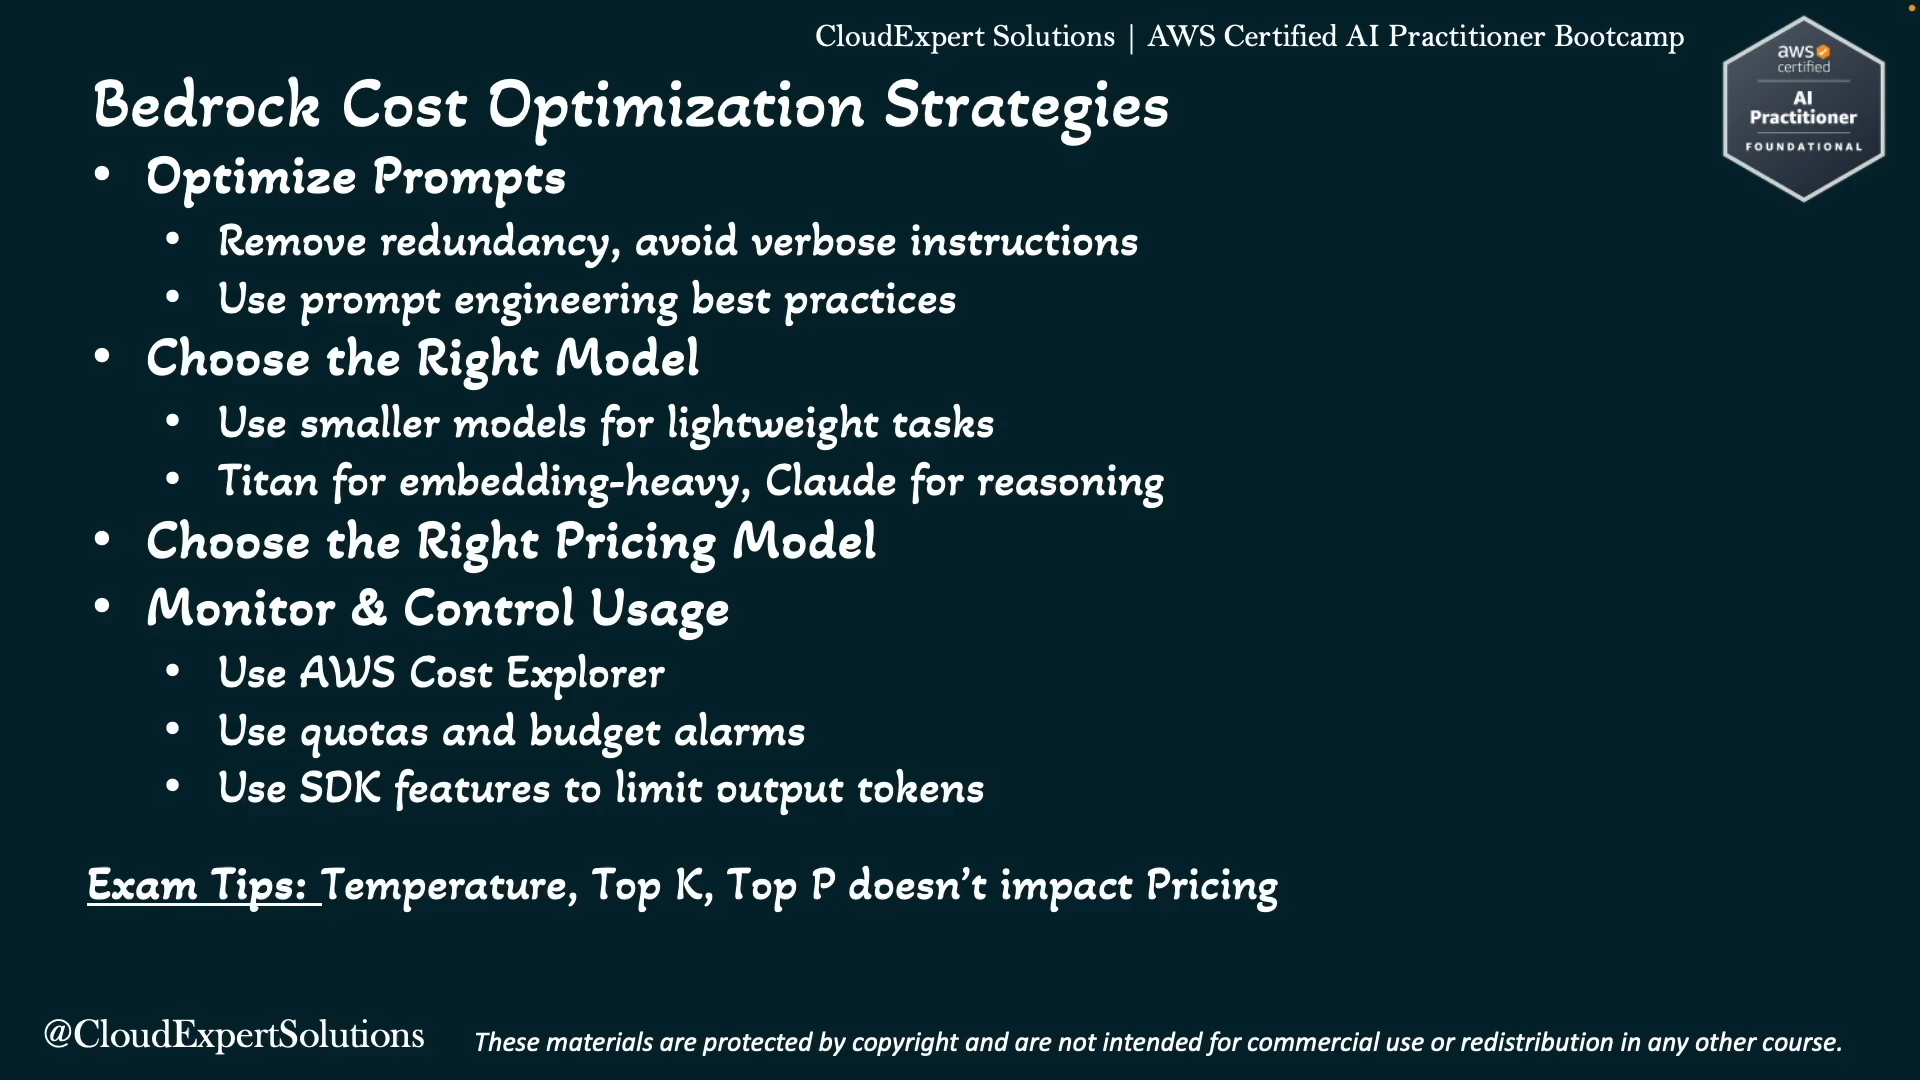 CloudExpert Solutions | AWS Certified AI Practitioner Bootcamp
aws
certified
AI
Practitioner
FOUNDATIONAL
Bedrock Cost Optimization Strategies
• Optimize Prompts
• Remove redundancy, avoid verbose instructions
• Use prompt engineering best practices
• Choose the Right Model
• Use smaller models for lightweight tasks
• Titan for embedding-heavy, Claude for reasoning
• Choose the Right Pricing Model
• Monitor & Control Usage
• Use AWS Cost Explorer
• Use quotas and budget alarms
• Use SDK features to limit output tokens
Exam Tips: Temperature, Top K, Top P doesn't impact Pricing
@CloudExpertSolutions
These materials are protected by copyright and are not intended for commercial use or redistribution in any other course.